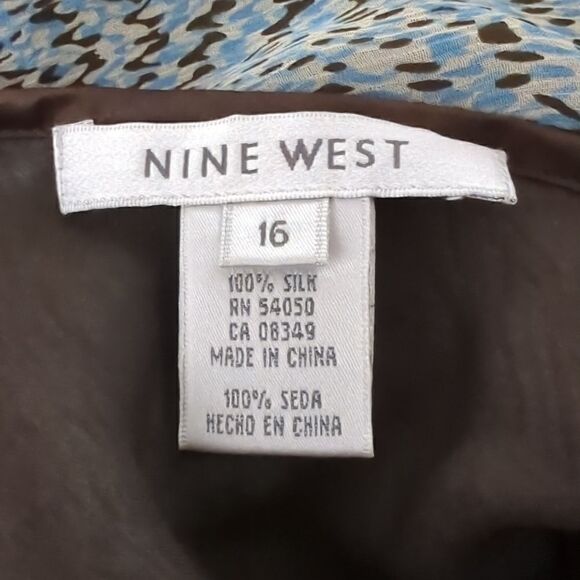 NINE WEST
16
100% SILK
RN 54050
CA 08349
MADE IN CHINA
100% SEDA
HECHO EN CHINA